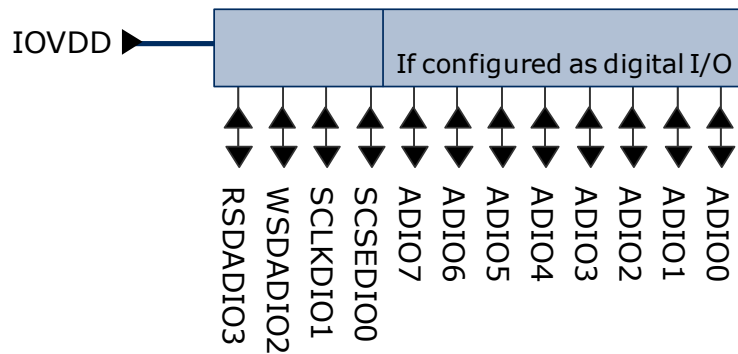 IOVDD
If configured as digital I/O
RSDADIO3
WSDADIO2
SCLKDIO1
SCSEDIO0
ADIO7
ADIO6
ADIO5
ADIO4
ADIO3
ADIO2
ADIO1
ADIO0